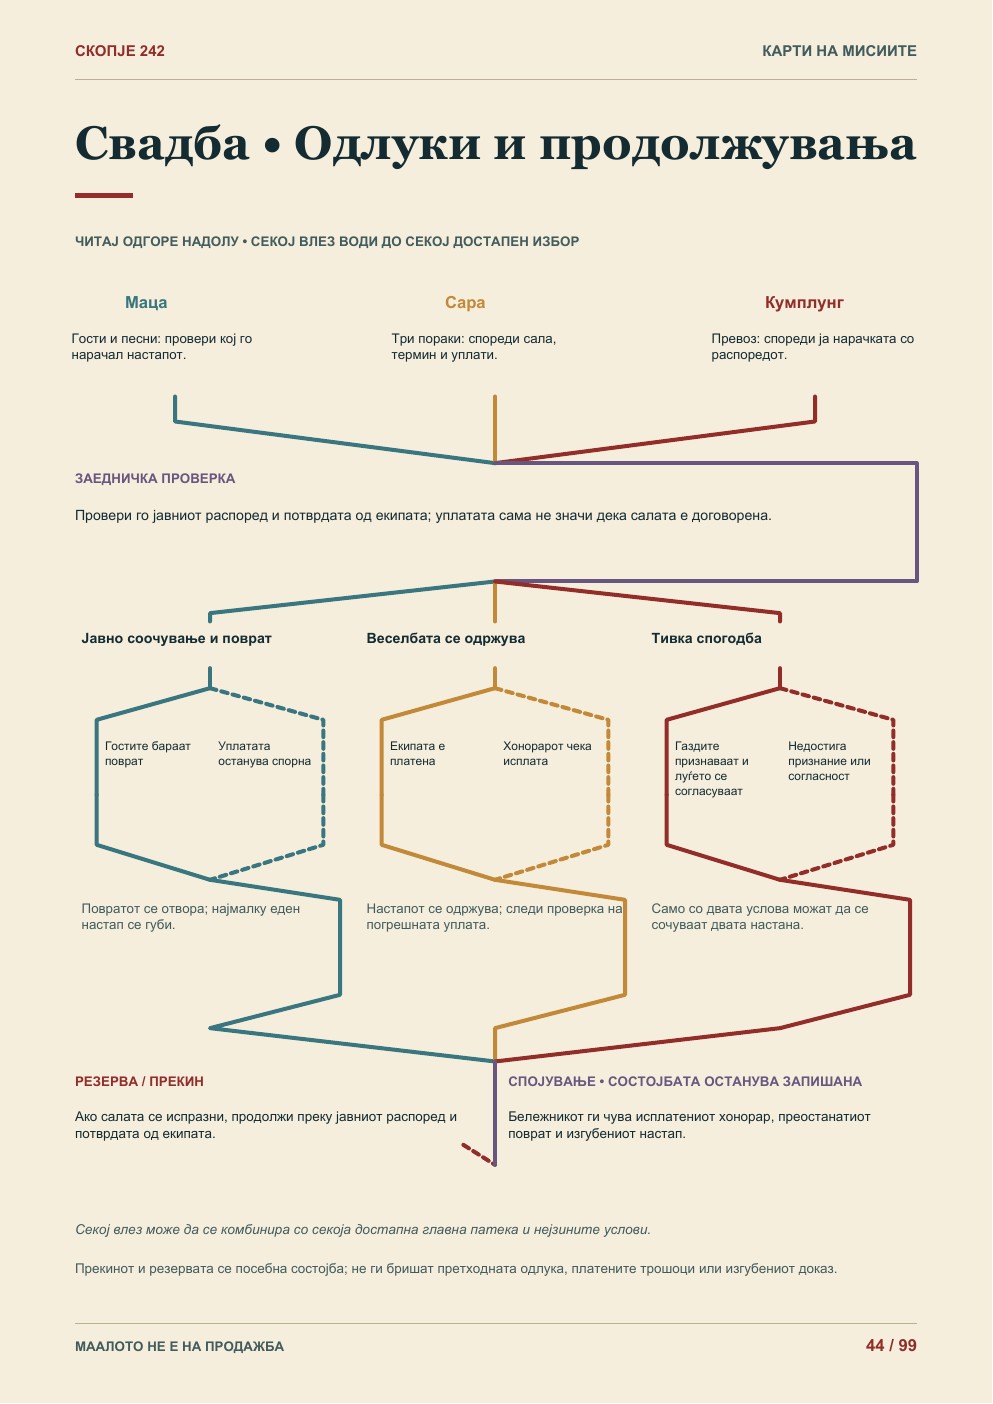 СКОПЈЕ 242
КАРТИ НА МИСИИТЕ
Свадба • Одлуки и продолжувања
ЧИТАЈ ОДГОРЕ НАДОЛУ • СЕКОЈ ВЛЕЗ ВОДИ ДО СЕКОЈ ДОСТАПЕН ИЗБОР
Маца
Гости и песни: провери кој го
нарачал настапот.
Сара
Три пораки: спореди сала,
термин и уплати.
Кумплунг
Превоз: спореди ја нарачката со
распоредот.
ЗАЕДНИЧКА ПРОВЕРКА
Провери го јавниот распоред и потврдата од екипата; уплатата сама не значи дека салата е договорена.
Јавно соочување и поврат
Веселбата се одржува
Тивка спогодба
Гостите бараат
поврат
Уплатата
останува спорна
Екипата е
платена
Хонорарот чека
исплата
Газдите
признаваат и
луѓето се
согласуваат
Недостига
признание или
согласност
Повратот се отвора; најмалку еден
настап се губи.
Настапот се одржува; следи проверка на
погрешната уплата.
Само со двата услова можат да се
сочуваат двата настана.
РЕЗЕРВА / ПРЕКИН
Ако салата се испразни, продолжи преку јавниот распоред и
потврдата од екипата.
СПОЈУВАЊЕ • СОСТОЈБАТА ОСТАНУВА ЗАПИШАНА
Бележникот ги чува исплатениот хонорар, преостанатиот
поврат и изгубениот настап.
Секој влез може да се комбинира со секоја достапна главна патека и нејзините услови.
Прекинот и резервата се посебна состојба; не ги бришат претходната одлука, платените трошоци или изгубениот доказ.
МААЛОТО НЕ Е НА ПРОДАЖБА
44 / 99